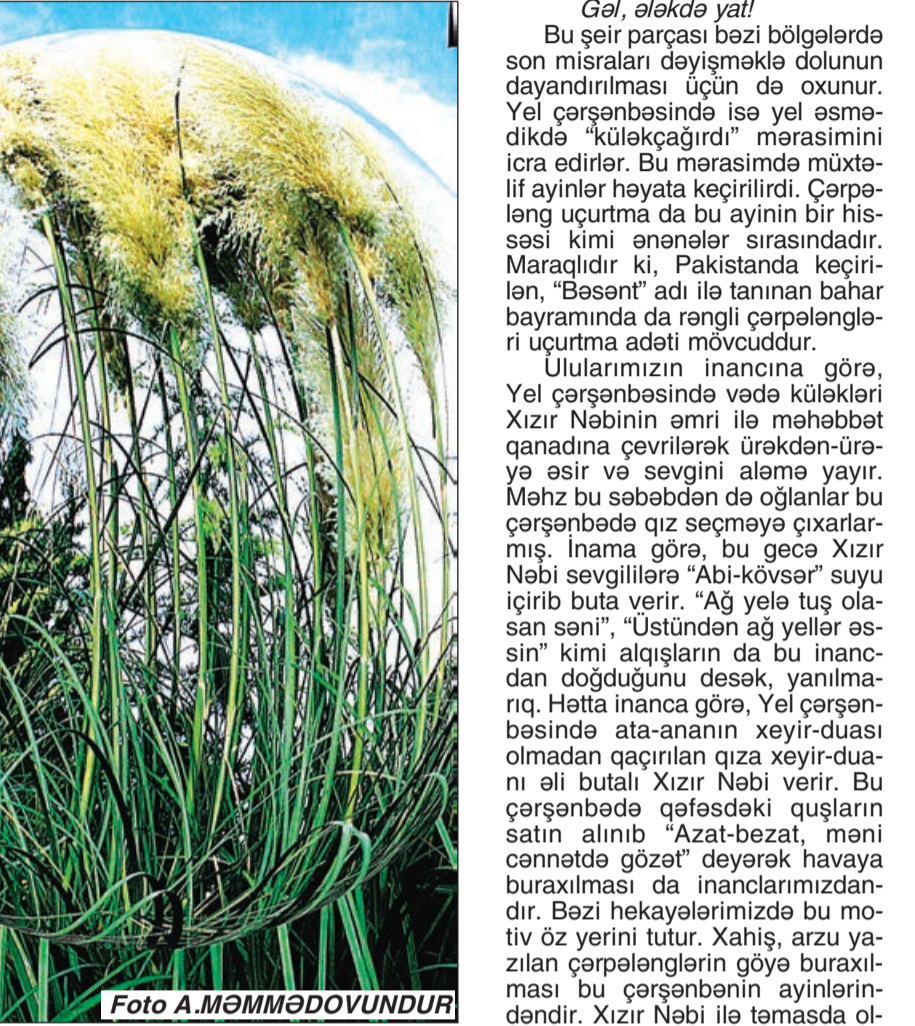 Gəl, ələkdə yat!
Bu şeir parçası bəzi bölgələrdə
son misraları dəyişməklə dolunun
dayandırılması üçün də oxunur.
Yel çərşənbəsində isə yel əsmə-
dikdə “küləkçağırdı” mərasimini
icra edirlər. Bu mərasimdə müxtə-
lif ayinlər həyata keçirilirdi. Çərpə-
ləng uçurtma da bu ayinin bir his-
səsi kimi ənənələr sırasındadır.
Maraqlıdır ki, Pakistanda keçiri-
lən, “Bəsənt” adı ilə tanınan bahar
bayramında da rəngli çərpələnglə-
ri uçurtma adəti mövcuddur.
Ulularımızın inancına görə,
Yel çərşənbəsində vədə küləkləri
Xızır Nəbinin əmri ilə məhəbbət
qanadına çevrilərək ürəkdən-ürə-
yə əsir və sevgini aləmə yayır.
Məhz bu səbəbdən də oğlanlar bu
çərşənbədə qız seçməyə çıxarlar-
mış. İnama görə, bu gecə Xızır
Nəbi sevgililərə “Abi-kövsər” suyu
içirib buta verir. “Ağ yelə tuş ola-
san səni”, “Üstündən ağ yellər əs-
sin” kimi alqışların da bu inanc-
dan doğduğunu desək, yanılma-
rıq. Hətta inanca görə, Yel çərşən-
bəsində ata-ananın xeyir-duası
olmadan qaçırılan qıza xeyir-dua-
nı əli butalı Xızır Nəbi verir. Bu
çərşənbədə qəfəsdəki quşların
satın alınıb “Azat-bezat, məni
cənnətdə gözət” deyərək havaya
buraxılması da inanclarımızdan-
dır. Bəzi hekayələrimizdə bu mo-
tiv öz yerini tutur. Xahiş, arzu ya-
zılan çərpələnglərin göyə buraxıl-
ması bu çərşənbənin ayinlərin-
dəndir. Xızır Nəbi ilə təmasda ol-
Foto A.MƏMMƏDOVUNDUR